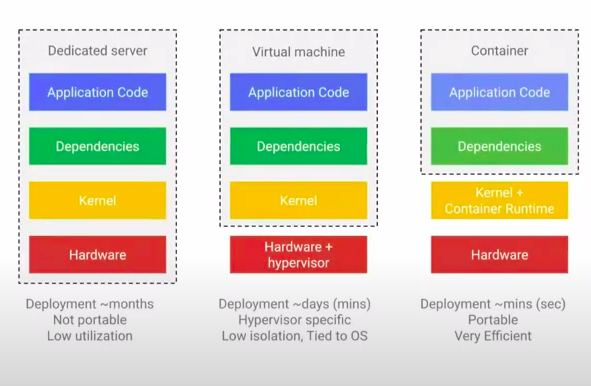 Dedicated server
Application Code
Dependencies
Kernel
Hardware
Deployment ~months
Not portable
Low utilization
Virtual machine
Application Code
Dependencies
Kernel
Hardware +
hypervisor
Deployment ~days (mins)
Hypervisor specific
Low isolation, Tied to OS
Container
Application Code
Dependencies
Kernel +
Container Runtime
Hardware
Deployment ~mins (sec)
Portable
Very Efficient